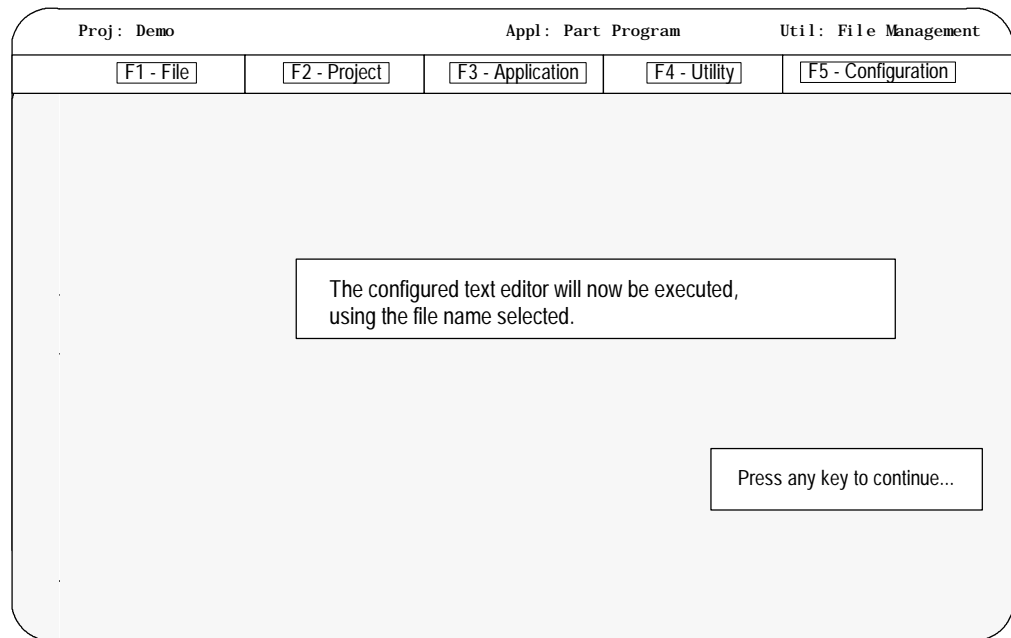 Proj: Demo Appl: Part Program Util: File Management
F1 - File F2 - Project F3 - Application F4 - Utility F5 - Configuration
The configured text editor will now be executed,
using the file name selected.
Press any key to continue...